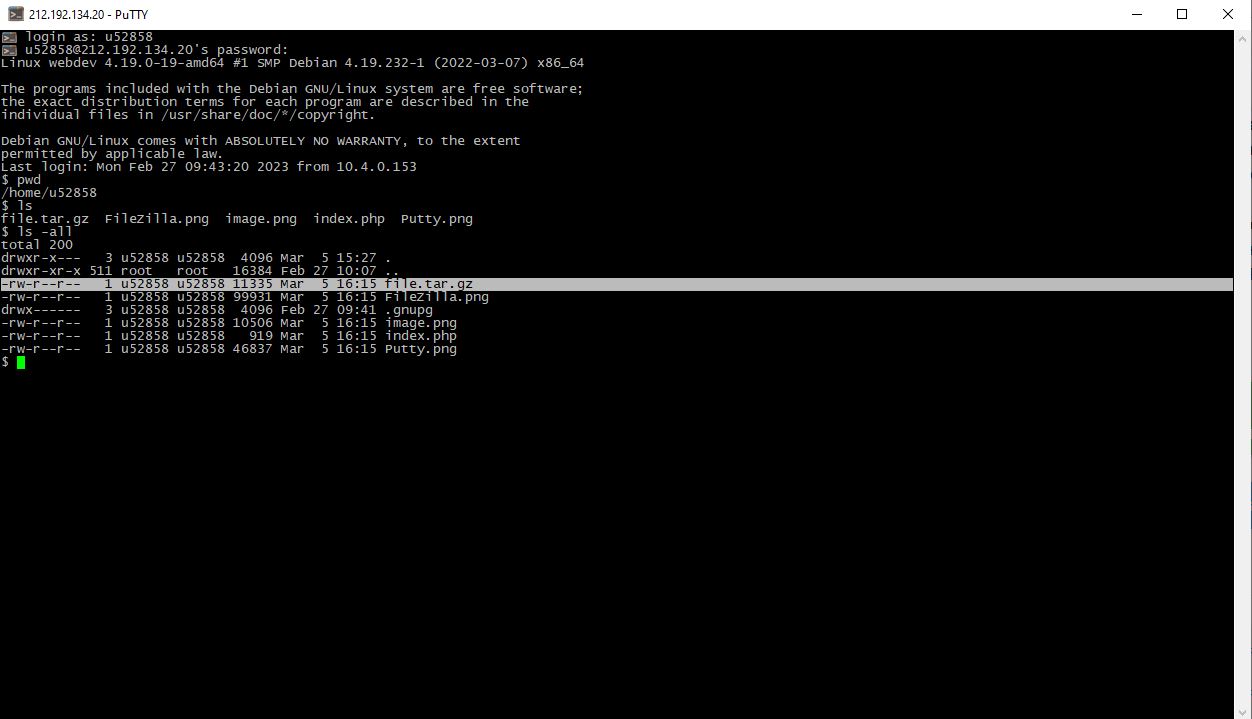 212.192.134.20 - PuTTY
login as: u52858
u52858@212.192.134.20's password:
Linux webdev 4.19.0-19-amd64 #1 SMP Debian 4.19.232-1 (2022-03-07) x86_64
The programs included with the Debian GNU/Linux system are free software;
the exact distribution terms for each program are described in the
individual files in /usr/share/doc/*/copyright.
Debian GNU/Linux comes with ABSOLUTELY NO WARRANTY, to the extent
permitted by applicable law.
Last login: Mon Feb 27 09:43:20 2023 from 10.4.0.153
$ pwd
/home/u52858
$ ls
file.tar.gz  FileZilla.png  image.png  index.php  Putty.png
$ ls -all
total 200
drwxr-x---   3 u52858 u52858  4096 Mar  5 15:27 .
drwxr-xr-x 511 root   root   16384 Feb 27 10:07 ..
-rw-r--r--   1 u52858 u52858 11335 Mar  5 16:15 file.tar.gz
-rw-r--r--   1 u52858 u52858 99931 Mar  5 16:15 FileZilla.png
drwx------   3 u52858 u52858  4096 Feb 27 09:41 .gnupg
-rw-r--r--   1 u52858 u52858 10506 Mar  5 16:15 image.png
-rw-r--r--   1 u52858 u52858   919 Mar  5 16:15 index.php
-rw-r--r--   1 u52858 u52858 46837 Mar  5 16:15 Putty.png
$